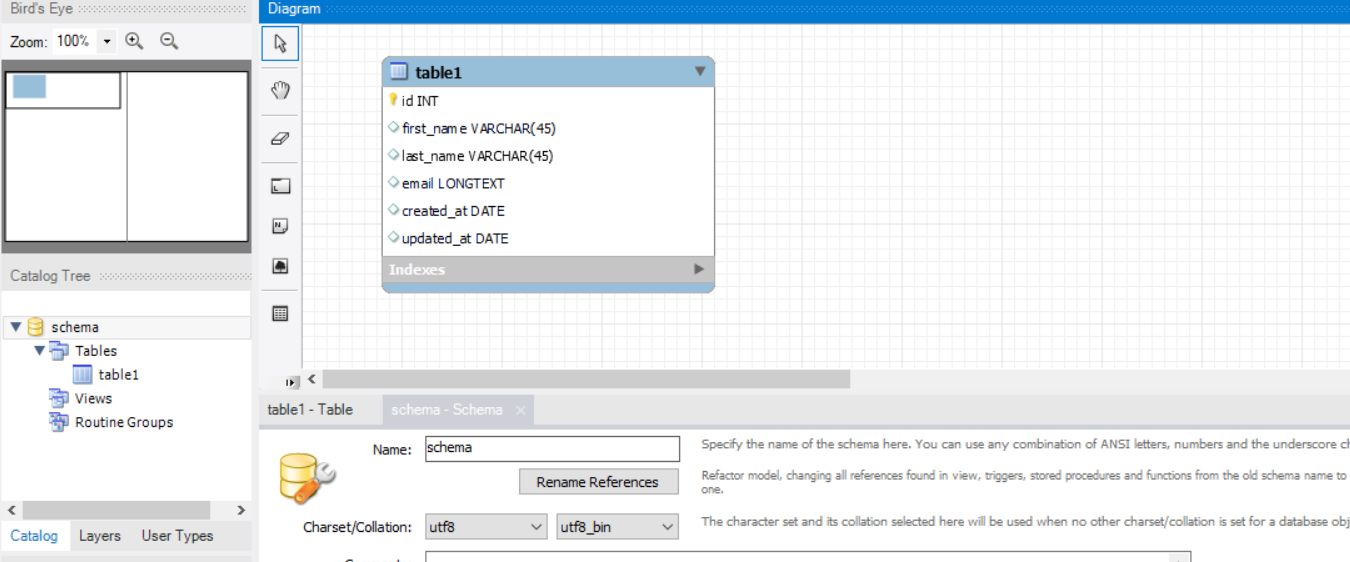 Bird's Eye
Zoom: 100%
Catalog Tree
schema
Tables
table1
Views
Routine Groups
Catalog Layers User Types
Diagram
table1
id INT
first_name VARCHAR(45)
last_name VARCHAR(45)
email LONGTEXT
created_at DATE
updated_at DATE
Indexes
table1 - Table schema - Schema
Name: schema
Specify the name of the schema here. You can use any combination of ANSI letters, numbers and the underscore
Rename References
Refactor model, changing all references found in view, triggers, stored procedures and functions from the old schema name to
one.
Charset/Collation: utf8 utf8_bin
The character set and its collation selected here will be used when no other charset/collation is set for a database